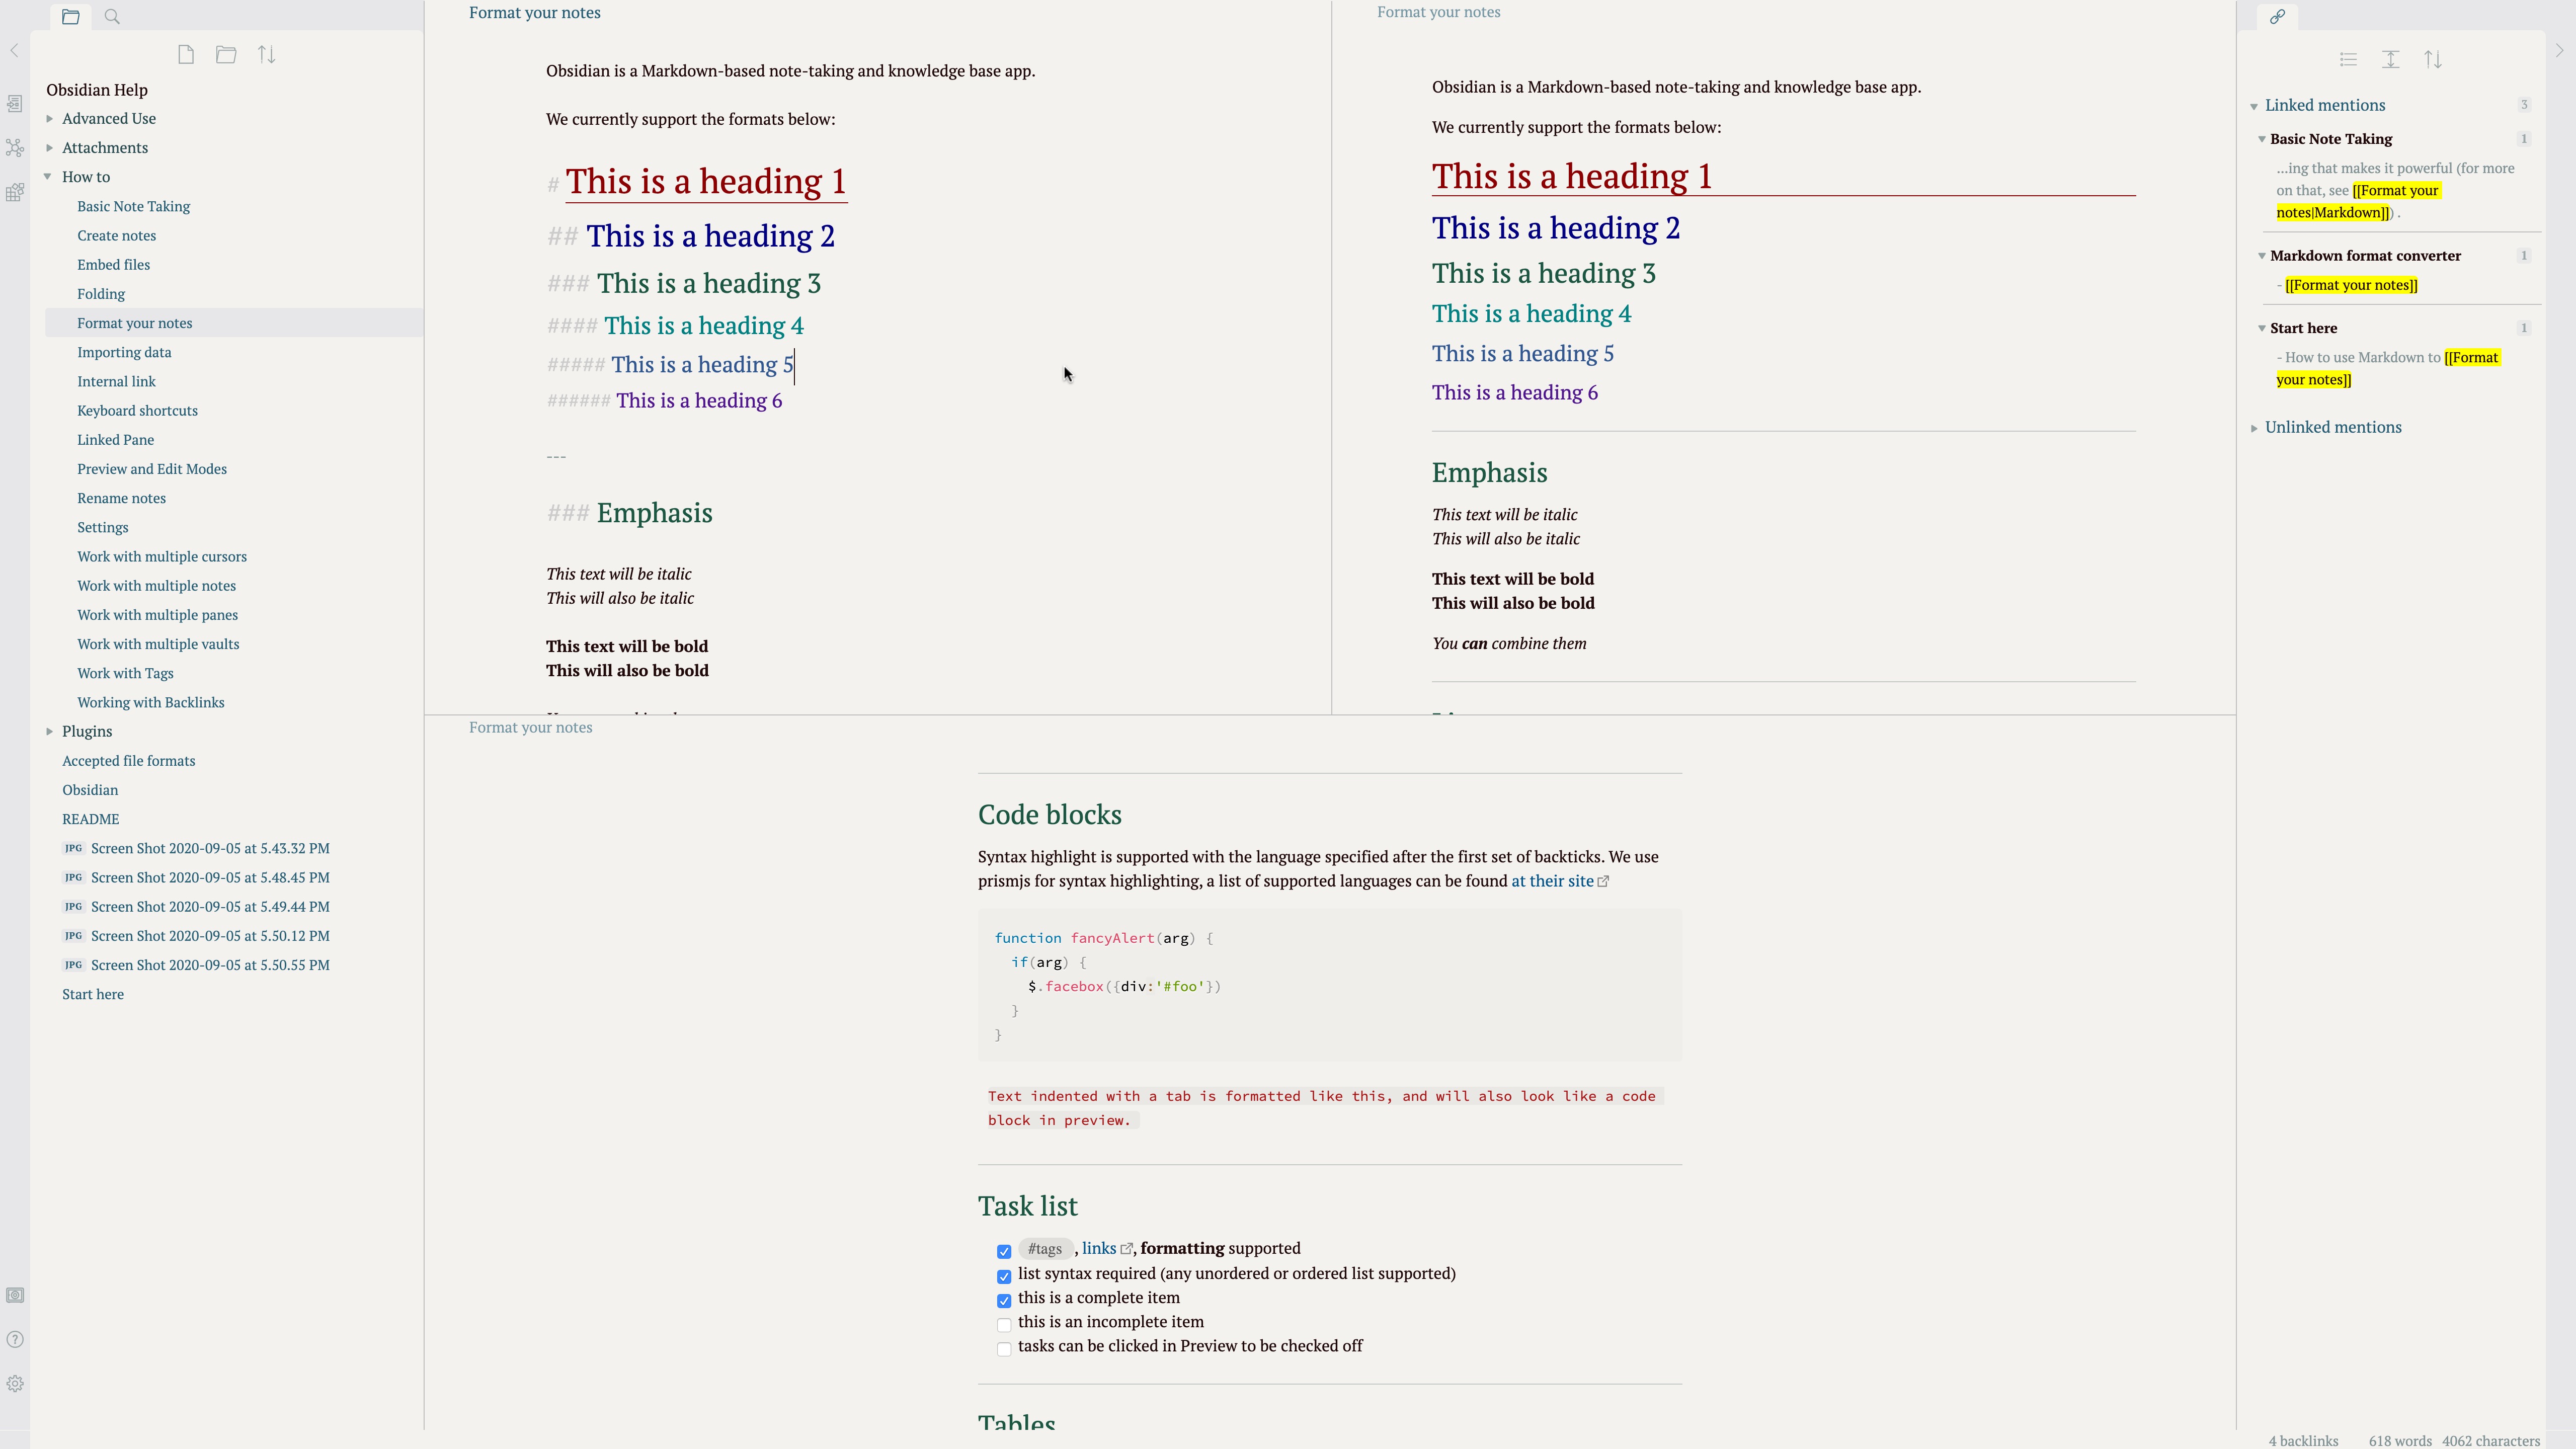 Obsidian Help
Advanced Use
Attachments
How to
Basic Note Taking
Create notes
Embed files
Folding
Format your notes
Importing data
Internal link
Keyboard shortcuts
Linked Pane
Preview and Edit Modes
Rename notes
Settings
Work with multiple cursors
Work with multiple notes
Work with multiple panes
Work with multiple vaults
Work with Tags
Working with Backlinks
Plugins
Accepted file formats
Obsidian
README
JPG Screen Shot 2020-09-05 at 5.43.32 PM
JPG Screen Shot 2020-09-05 at 5.48.45 PM
JPG Screen Shot 2020-09-05 at 5.49.44 PM
JPG Screen Shot 2020-09-05 at 5.50.12 PM
JPG Screen Shot 2020-09-05 at 5.50.55 PM
Start here
Format your notes
Obsidian is a Markdown-based note-taking and knowledge base app.
We currently support the formats below:
# This is a heading 1
## This is a heading 2
### This is a heading 3
#### This is a heading 4
##### This is a heading 5
###### This is a heading 6
---
### Emphasis
This text will be italic
This will also be italic
This text will be bold
This will also be bold
Format your notes
Obsidian is a Markdown-based note-taking and knowledge base app.
We currently support the formats below:
This is a heading 1
This is a heading 2
This is a heading 3
This is a heading 4
This is a heading 5
This is a heading 6
Emphasis
This text will be italic
This will also be italic
This text will be bold
This will also be bold
You can combine them
Format your notes
Code blocks
Syntax highlight is supported with the language specified after the first set of backticks. We use
prismjs for syntax highlighting, a list of supported languages can be found at their site
function fancyAlert(arg) {
  if(arg) {
    $.facebox({div:'#foo'})
  }
}
Text indented with a tab is formatted like this, and will also look like a code
block in preview.
Task list
#tags , links , formatting supported
list syntax required (any unordered or ordered list supported)
this is a complete item
this is an incomplete item
tasks can be clicked in Preview to be checked off
Tables
Linked mentions 3
Basic Note Taking 1
...ing that makes it powerful (for more
on that, see [[Format your
notes|Markdown]]) .
Markdown format converter 1
- [[Format your notes]]
Start here 1
- How to use Markdown to [[Format
your notes]]
Unlinked mentions
4 backlinks 618 words 4062 characters